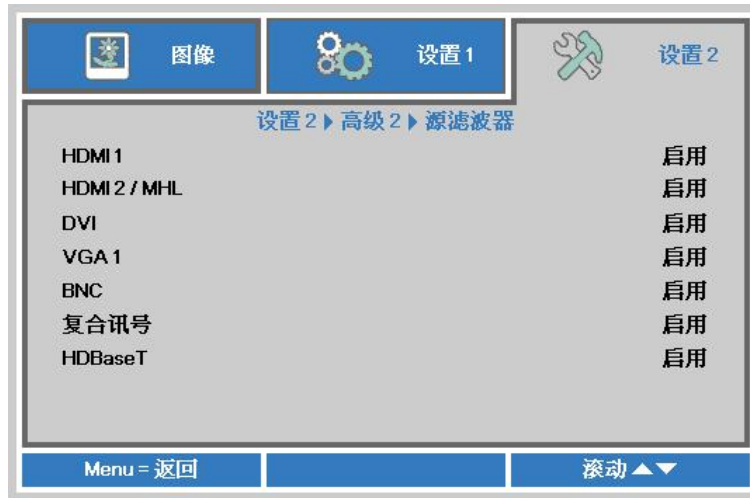 图像 设置 1 设置 2
设置 2 ▶ 高级 2 ▶ 源滤波器
HDMI 1 启用
HDMI 2 / MHL 启用
DVI 启用
VGA 1 启用
BNC 启用
复合讯号 启用
HDBaseT 启用
Menu = 返回 滚动 ▲▼